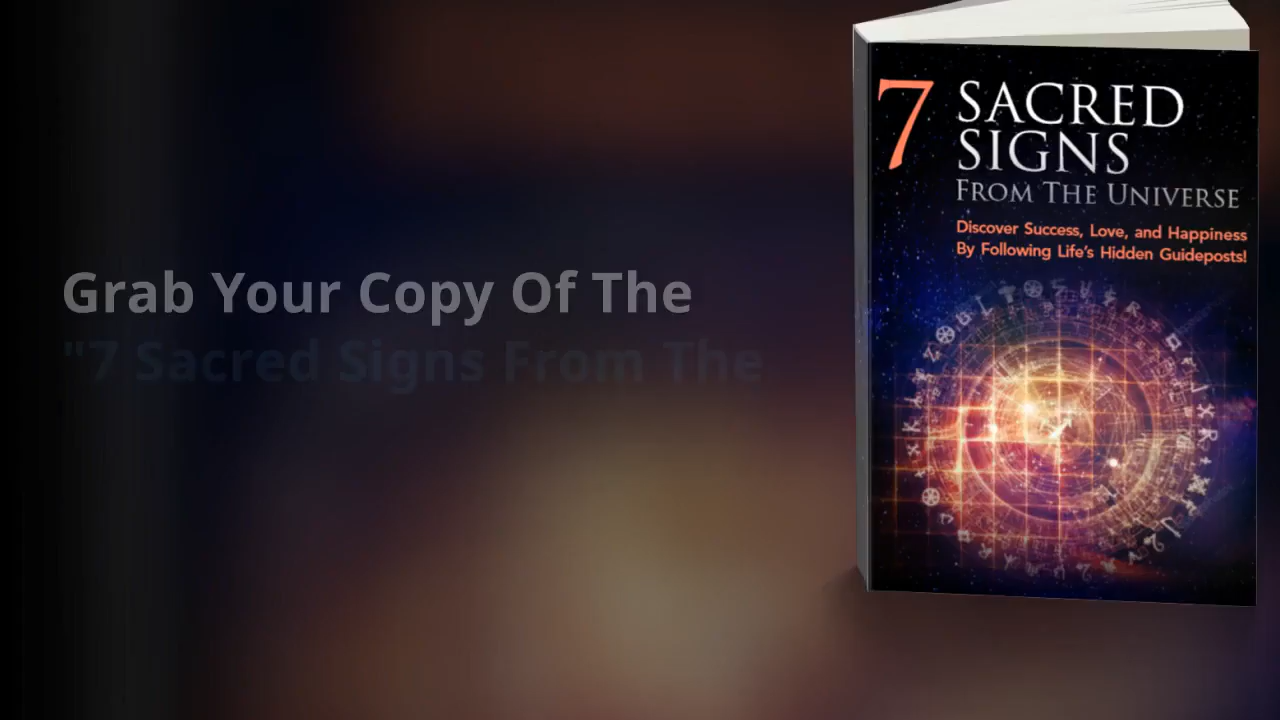 Grab Your Copy Of The
"7 Sacred Signs From The
7 SACRED
SIGNS
FROM THE UNIVERSE
Discover Success, Love, and Happiness
By Following Life's Hidden Guideposts!